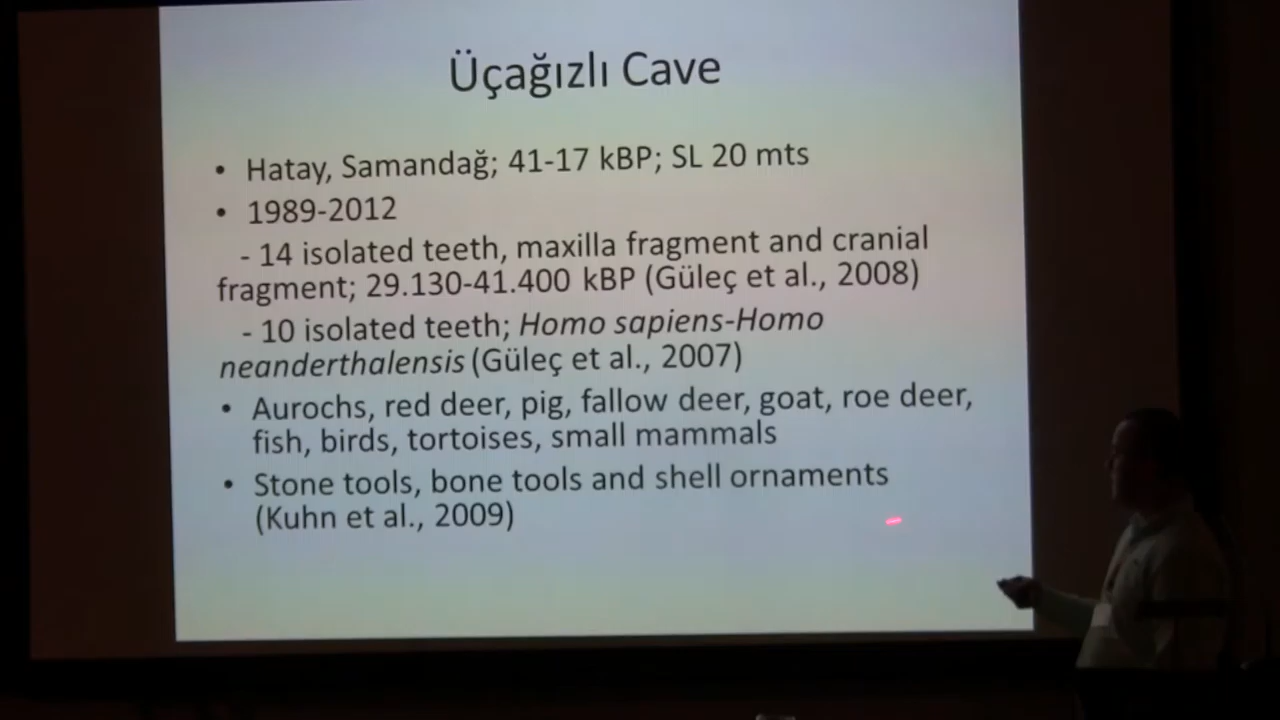 Üçağızlı Cave
• Hatay, Samandağ; 41-17 kBP; SL 20 mts
• 1989-2012
- 14 isolated teeth, maxilla fragment and cranial
fragment; 29.130-41.400 kBP (Güleç et al., 2008)
- 10 isolated teeth; Homo sapiens-Homo
neanderthalensis (Güleç et al., 2007)
• Aurochs, red deer, pig, fallow deer, goat, roe deer,
fish, birds, tortoises, small mammals
• Stone tools, bone tools and shell ornaments
(Kuhn et al., 2009)